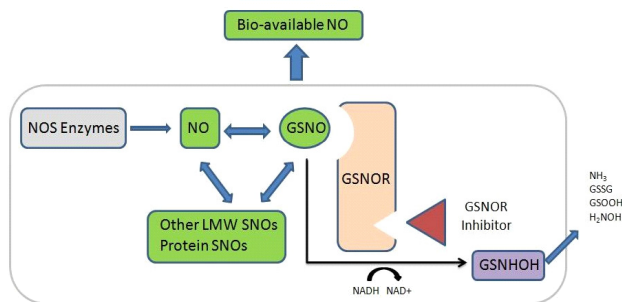 Bio-available NO
NOS Enzymes
NO
GSNO
GSNOR
Other LMW SNOs
Protein SNOs
GSNOR
Inhibitor
GSNHOH
NADH NAD+
NH₃
GSSG
GSOOH
H₂NOH